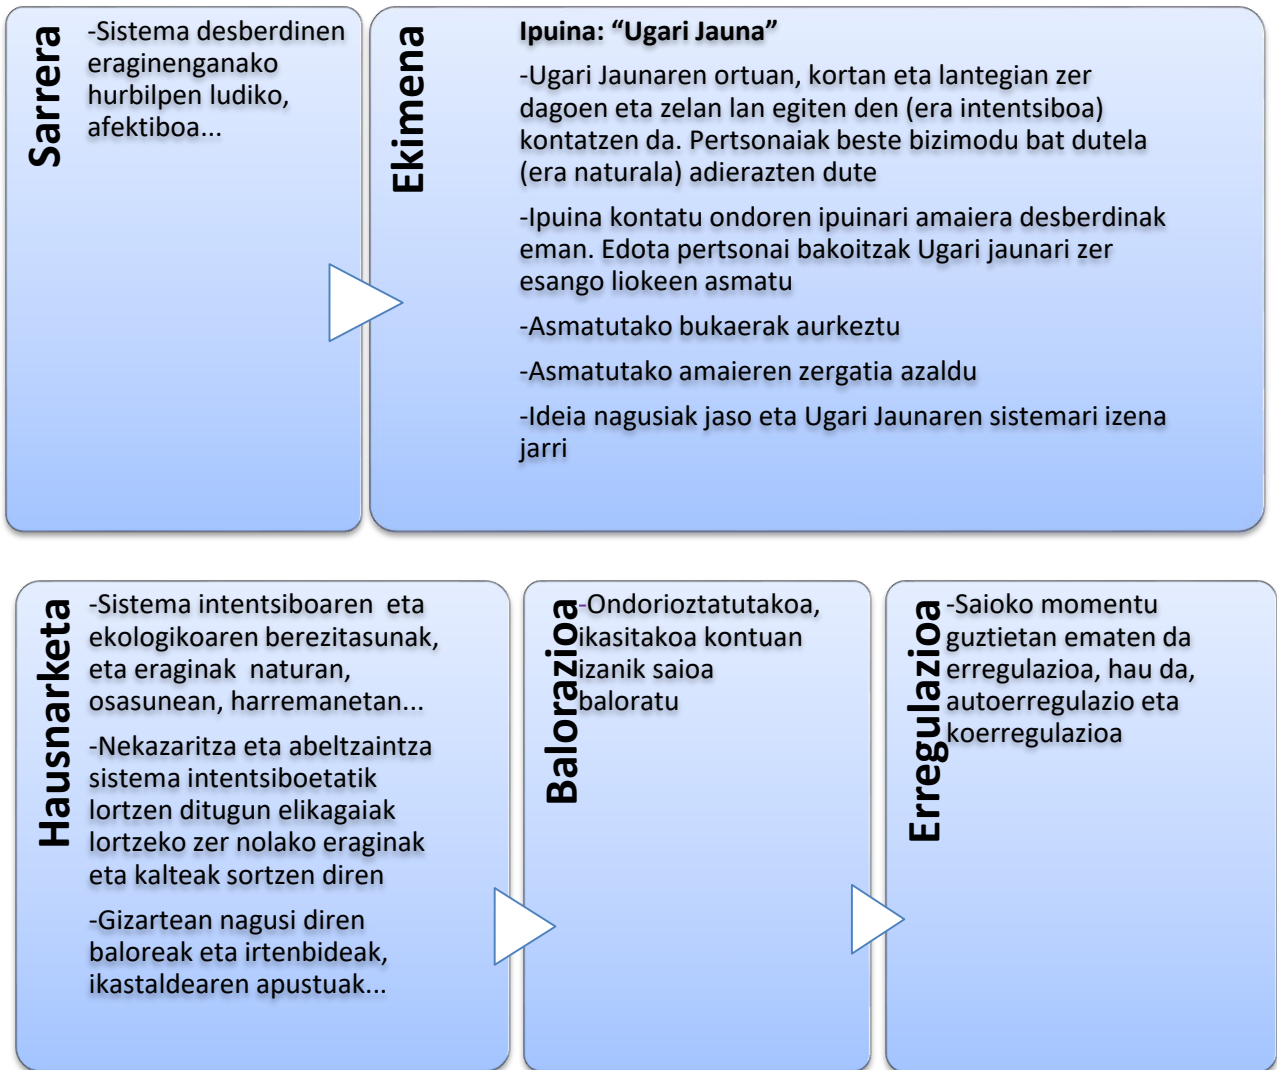 Sarrera
-Sistema desberdinen
eraginenganako
hurbilpen ludiko,
afektiboa...
Ekimena
Ipuina: “Ugari Jauna”
-Ugari Jaunaren ortuan, kortan eta lantegian zer
dagoen eta zelan lan egiten den (era intentsiboa)
kontatzen da. Pertsonaiak beste bizimodu bat dutela
(era naturala) adierazten dute
-Ipuina kontatu ondoren ipuinari amaiera desberdinak
eman. Edota pertsonai bakoitzak Ugari jaunari zer
esango liokeen asmatu
-Asmatutako bukaerak aurkeztu
-Asmatutako amaieren zergatia azaldu
-Ideia nagusiak jaso eta Ugari Jaunaren sistemari izena
jarri
Hausnarketa
-Sistema intentsiboaren eta
ekologikoaren berezitasunak,
eta eraginak naturan,
osasunean, harremanetan...
-Nekazaritza eta abeltzaintza
sistema intentsiboetatik
lortzen ditugun elikagaiak
lortzeko zer nolako eraginak
eta kalteak sortzen diren
-Gizartean nagusi diren
baloreak eta irtenbideak,
ikastaldearen apustuak...
Balorazioa
-Ondorioztatutakoa,
ikasitakoa kontuan
izanik saioa
baloratu
Erregulazioa
-Saioko momentu
guztietan ematen da
erregulazioa, hau da,
autoerregulazio eta
koerregulazioa